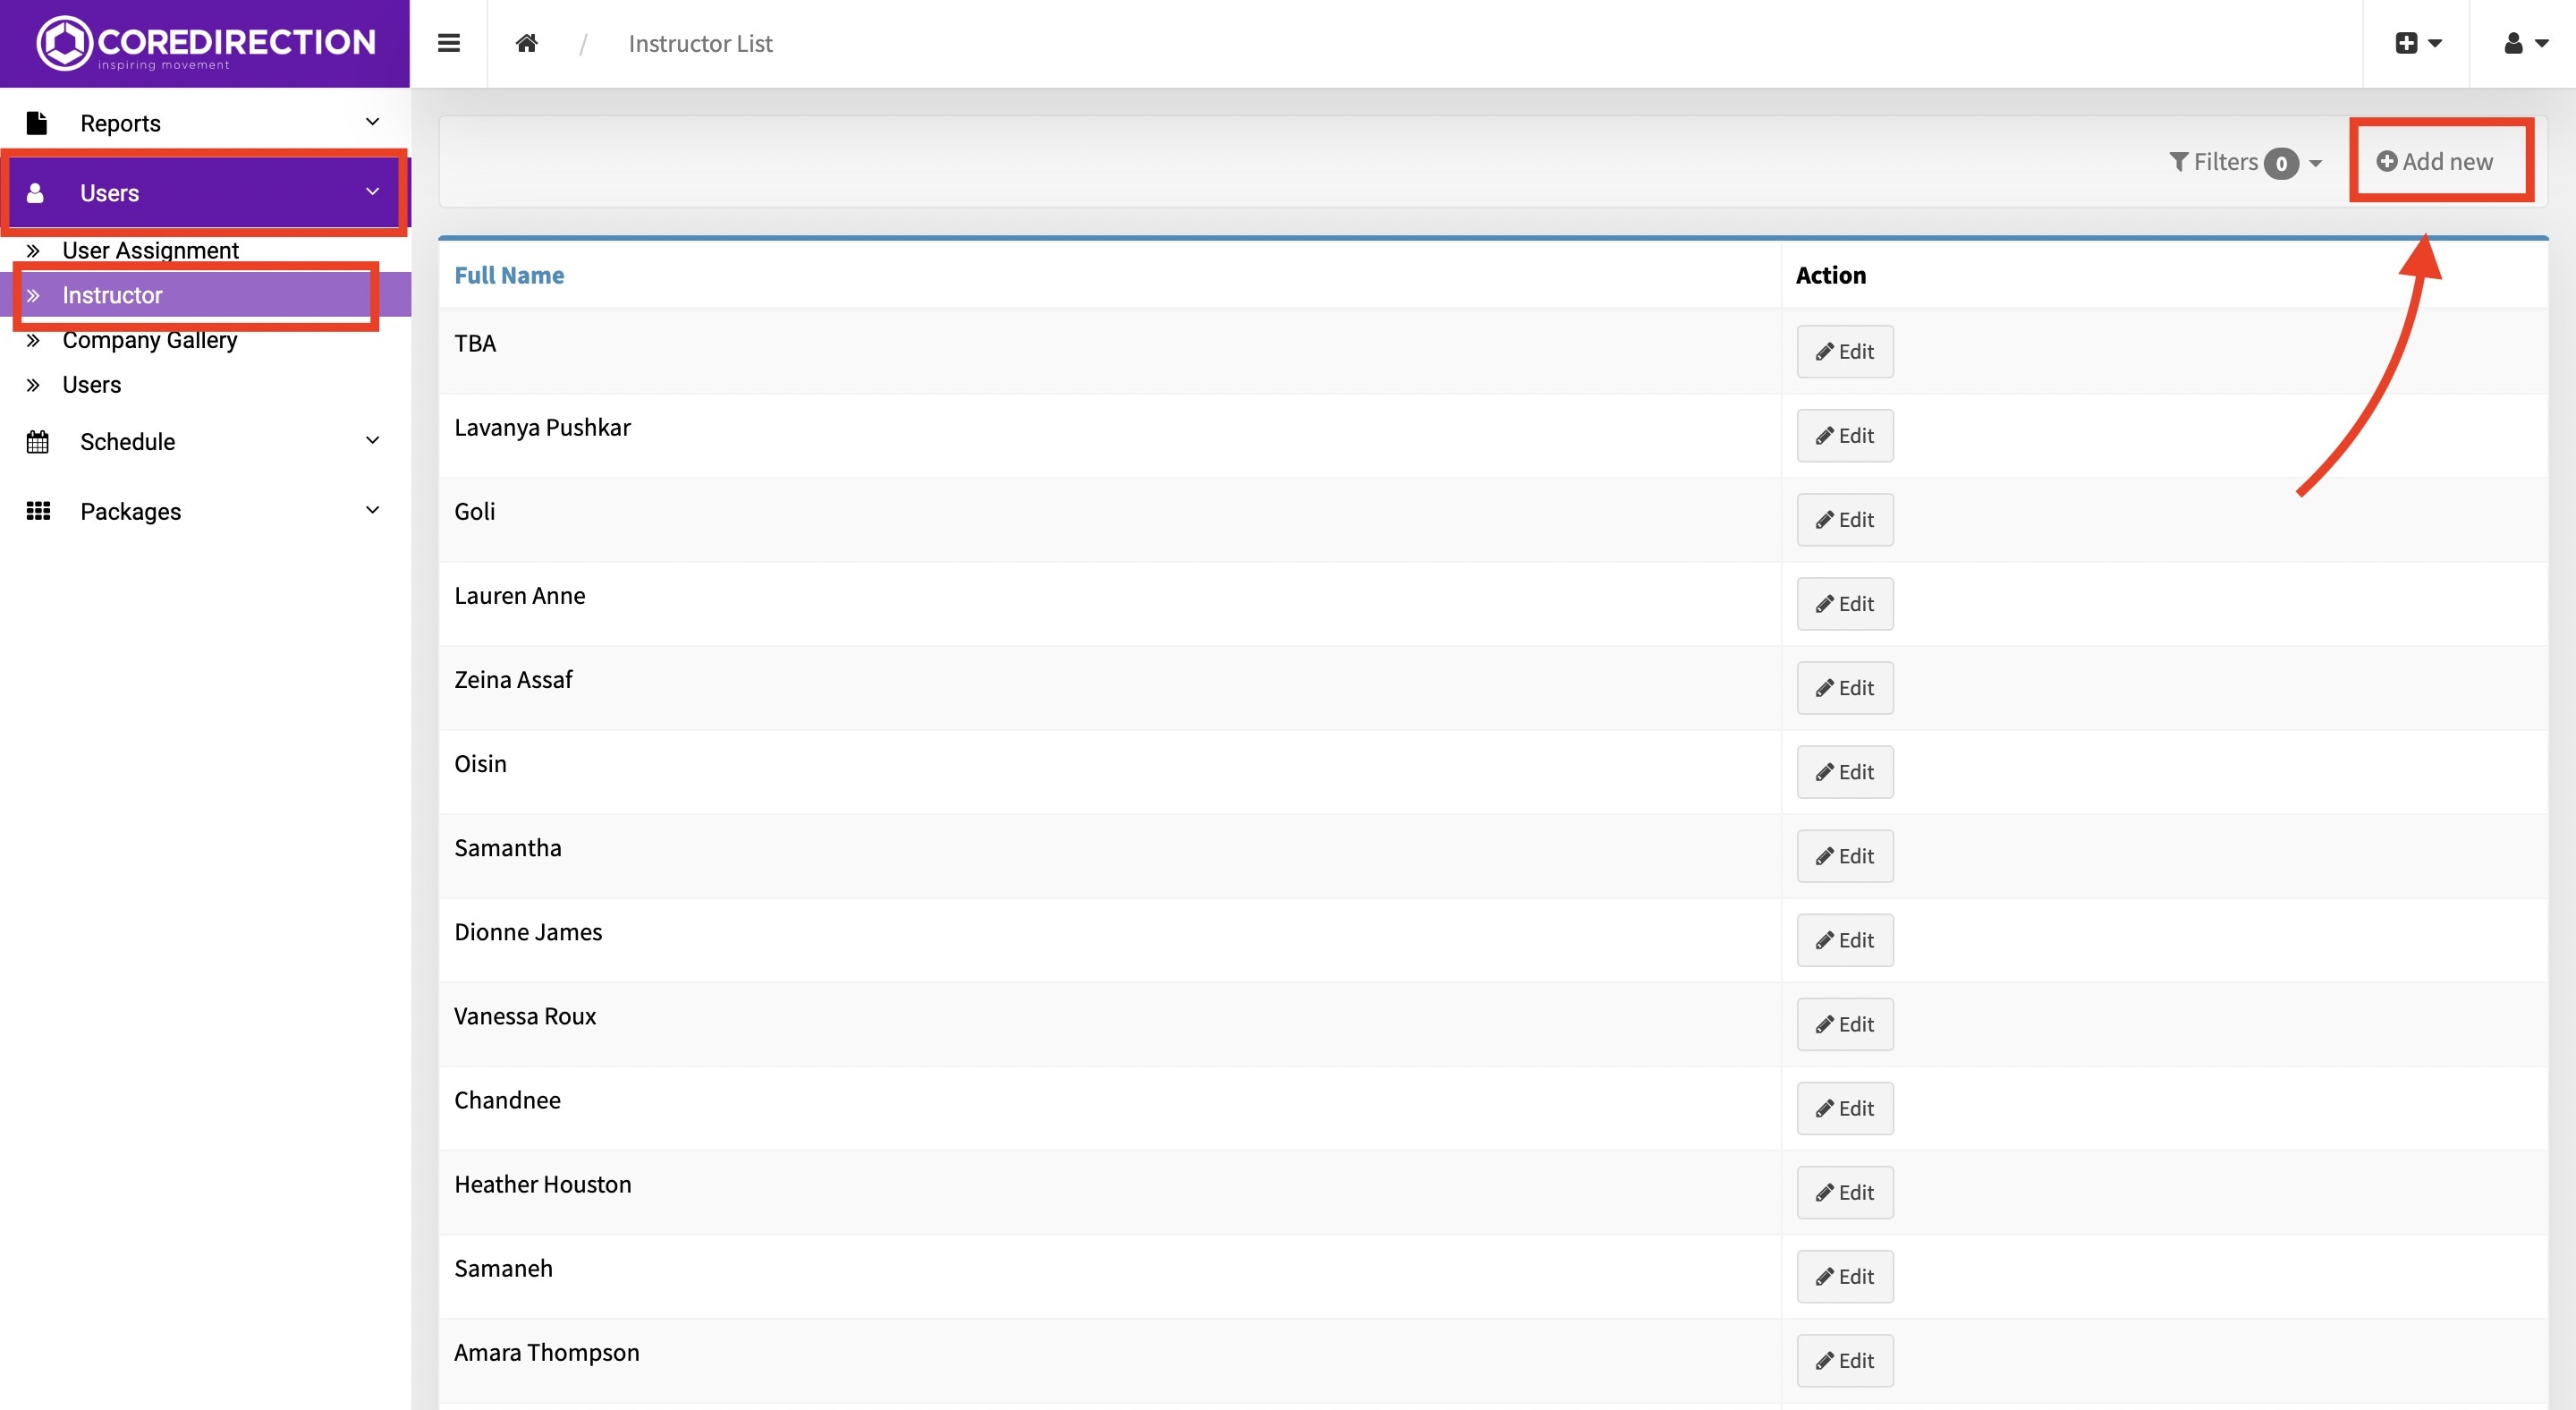 COREDIRECTION
inspiring movement
/ Instructor List
Reports
Users
User Assignment
Instructor
Company Gallery
Users
Schedule
Packages
Filters 0
Add new
Full Name Action
TBA Edit
Lavanya Pushkar Edit
Goli Edit
Lauren Anne Edit
Zeina Assaf Edit
Oisin Edit
Samantha Edit
Dionne James Edit
Vanessa Roux Edit
Chandnee Edit
Heather Houston Edit
Samaneh Edit
Amara Thompson Edit